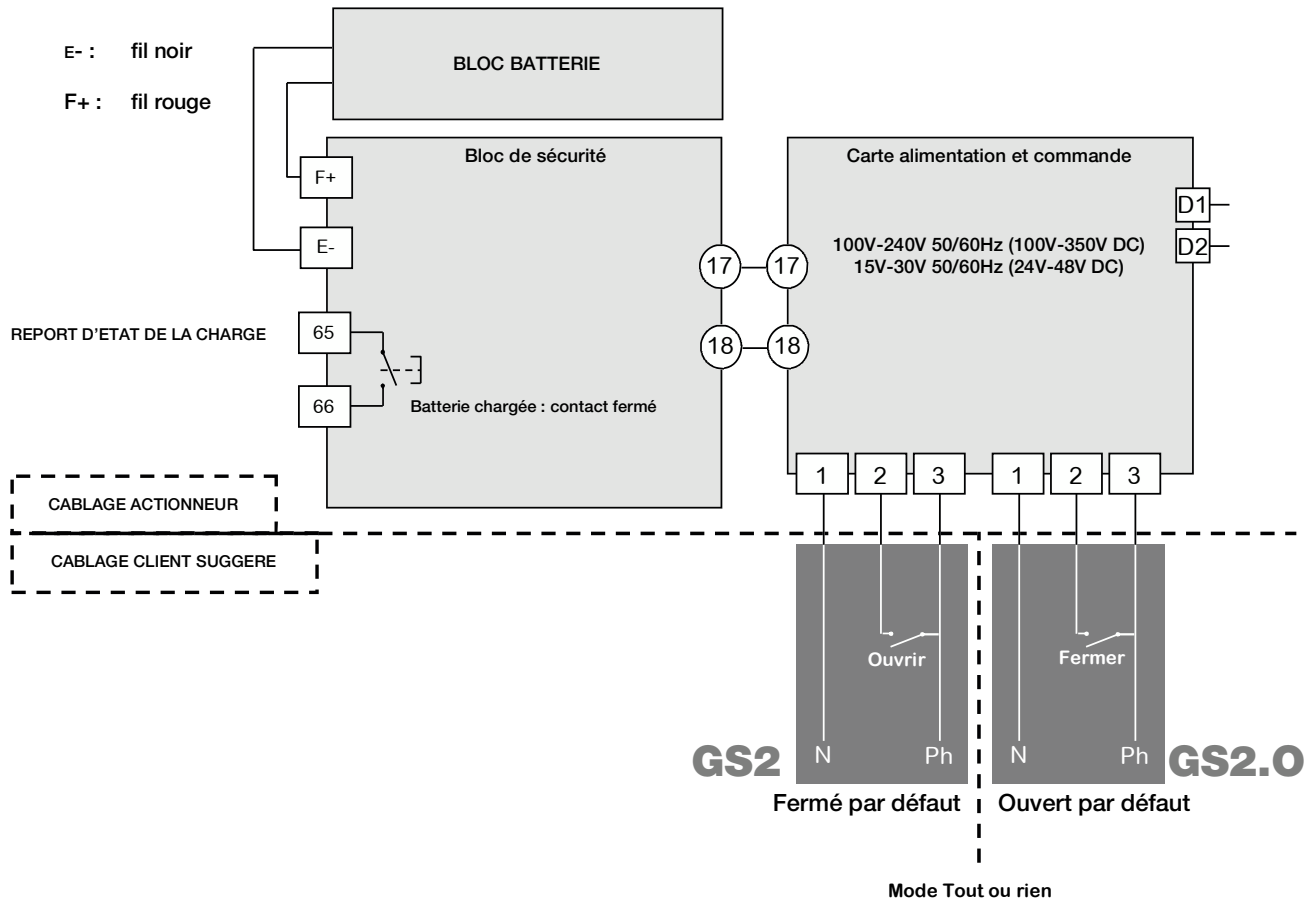 E- : fil noir
F+ : fil rouge
BLOC BATTERIE
Bloc de sécurité
F+
E-
REPORT D'ETAT DE LA CHARGE
65
66
Batterie chargée : contact fermé
17
18
Carte alimentation et commande
100V-240V 50/60Hz (100V-350V DC)
15V-30V 50/60Hz (24V-48V DC)
17
18
D1
D2
1 2 3 1 2 3
CABLAGE ACTIONNEUR
CABLAGE CLIENT SUGGERE
Ouvrir
Fermer
GS2 N Ph
N Ph GS2.O
Fermé par défaut
Ouvert par défaut
Mode Tout ou rien